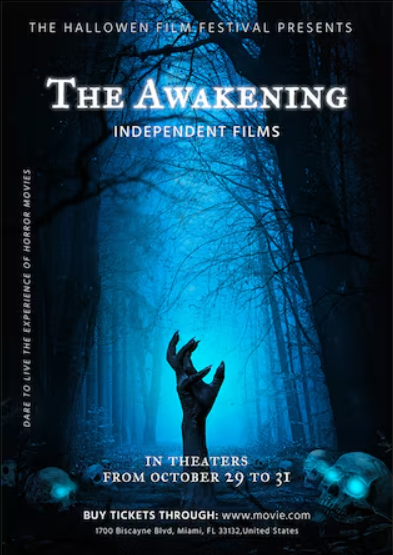 THE HALLOWEN FILM FESTIVAL PRESENTS
THE AWAKENING
INDEPENDENT FILMS
DARE TO LIVE THE EXPERIENCE OF HORROR MOVIES
IN THEATERS
FROM OCTOBER 29 TO 31
BUY TICKETS THROUGH: www.movie.com
1700 Biscayne Blvd, Miami, FL 33132,United States